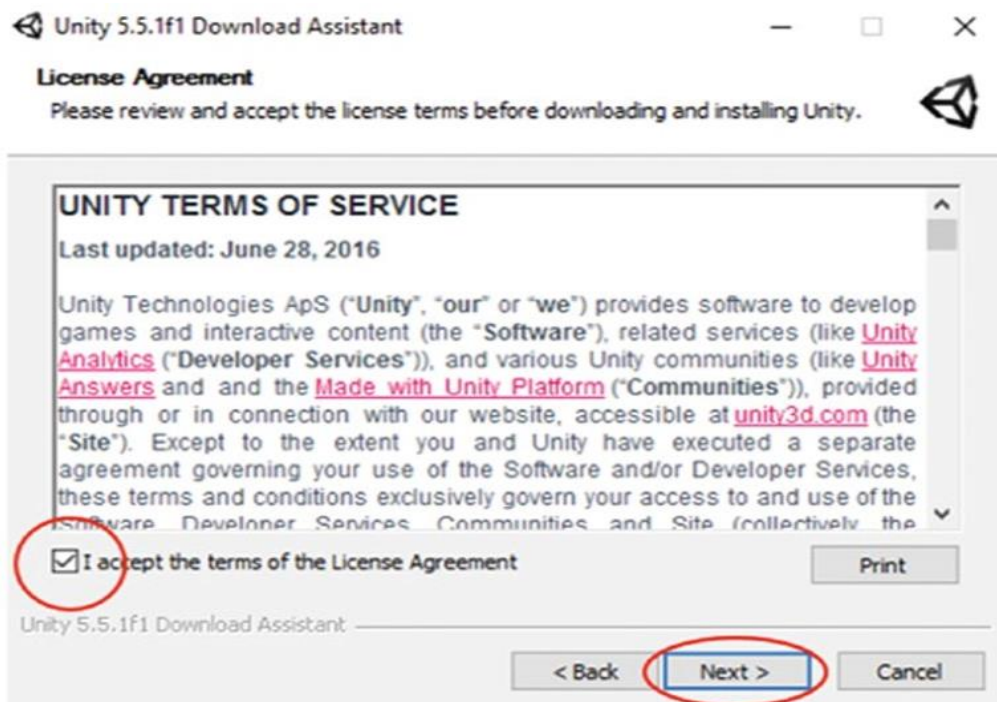 Unity 5.5.1f1 Download Assistant
License Agreement
Please review and accept the license terms before downloading and installing Unity.
UNITY TERMS OF SERVICE
Last updated: June 28, 2016
Unity Technologies ApS (“Unity”, “our” or “we”) provides software to develop
games and interactive content (the “Software”), related services (like Unity
Analytics (“Developer Services”)), and various Unity communities (like Unity
Answers and and the Made with Unity Platform (“Communities”)), provided
through or in connection with our website, accessible at unity3d.com (the
“Site”). Except to the extent you and Unity have executed a separate
agreement governing your use of the Software and/or Developer Services,
these terms and conditions exclusively govern your access to and use of the
Software, Developer Services, Communities and Site (collectively, the
I accept the terms of the License Agreement
Print
Unity 5.5.1f1 Download Assistant
< Back Next > Cancel